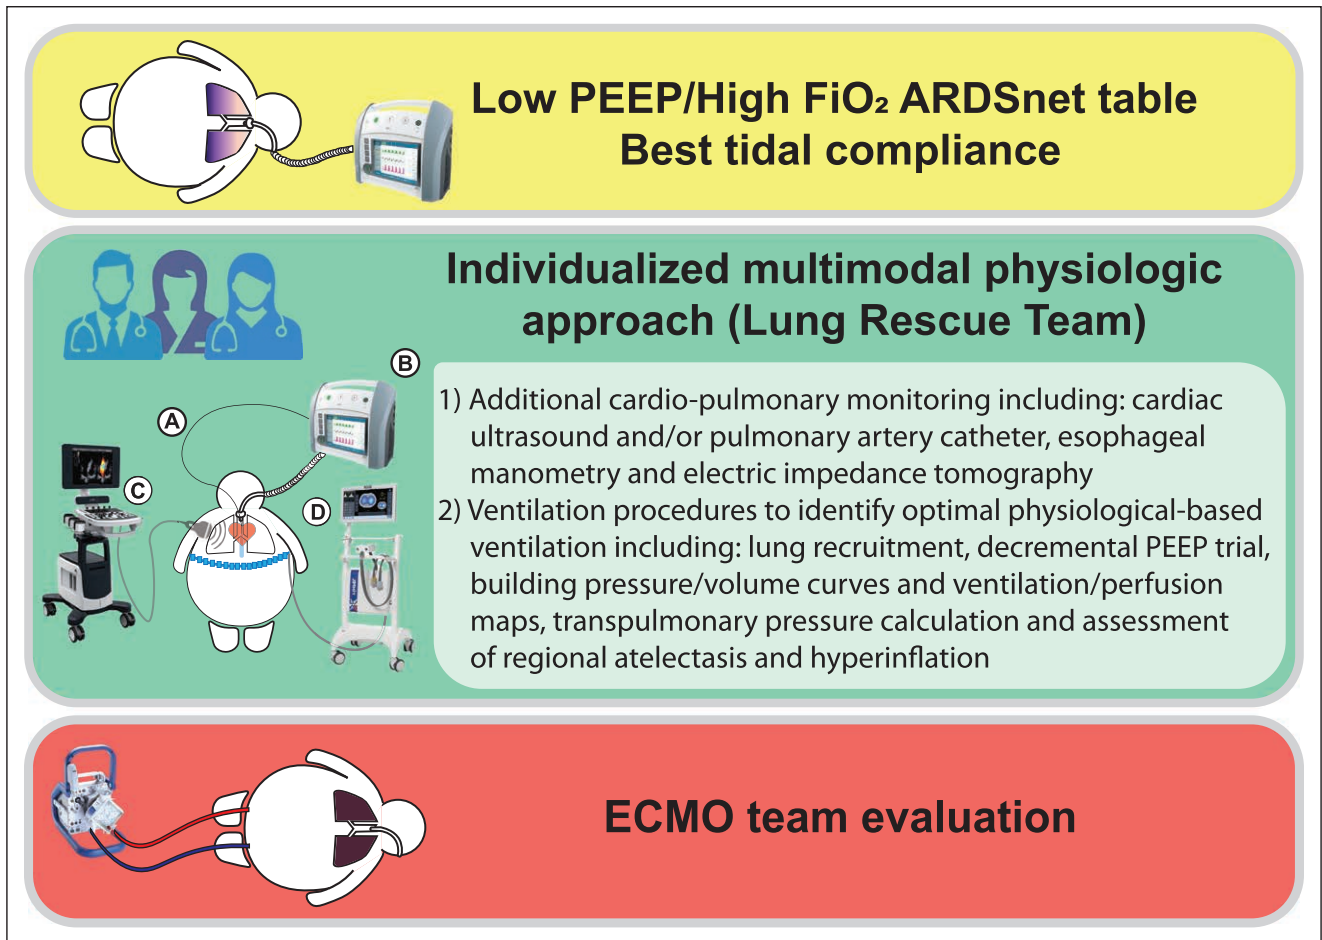 Low PEEP/High FiO₂ ARDSnet table
Best tidal compliance
Individualized multimodal physiologic
approach (Lung Rescue Team)
B
A
C
D
1) Additional cardio-pulmonary monitoring including: cardiac
ultrasound and/or pulmonary artery catheter, esophageal
manometry and electric impedance tomography
2) Ventilation procedures to identify optimal physiological-based
ventilation including: lung recruitment, decremental PEEP trial,
building pressure/volume curves and ventilation/perfusion
maps, transpulmonary pressure calculation and assessment
of regional atelectasis and hyperinflation
ECMO team evaluation